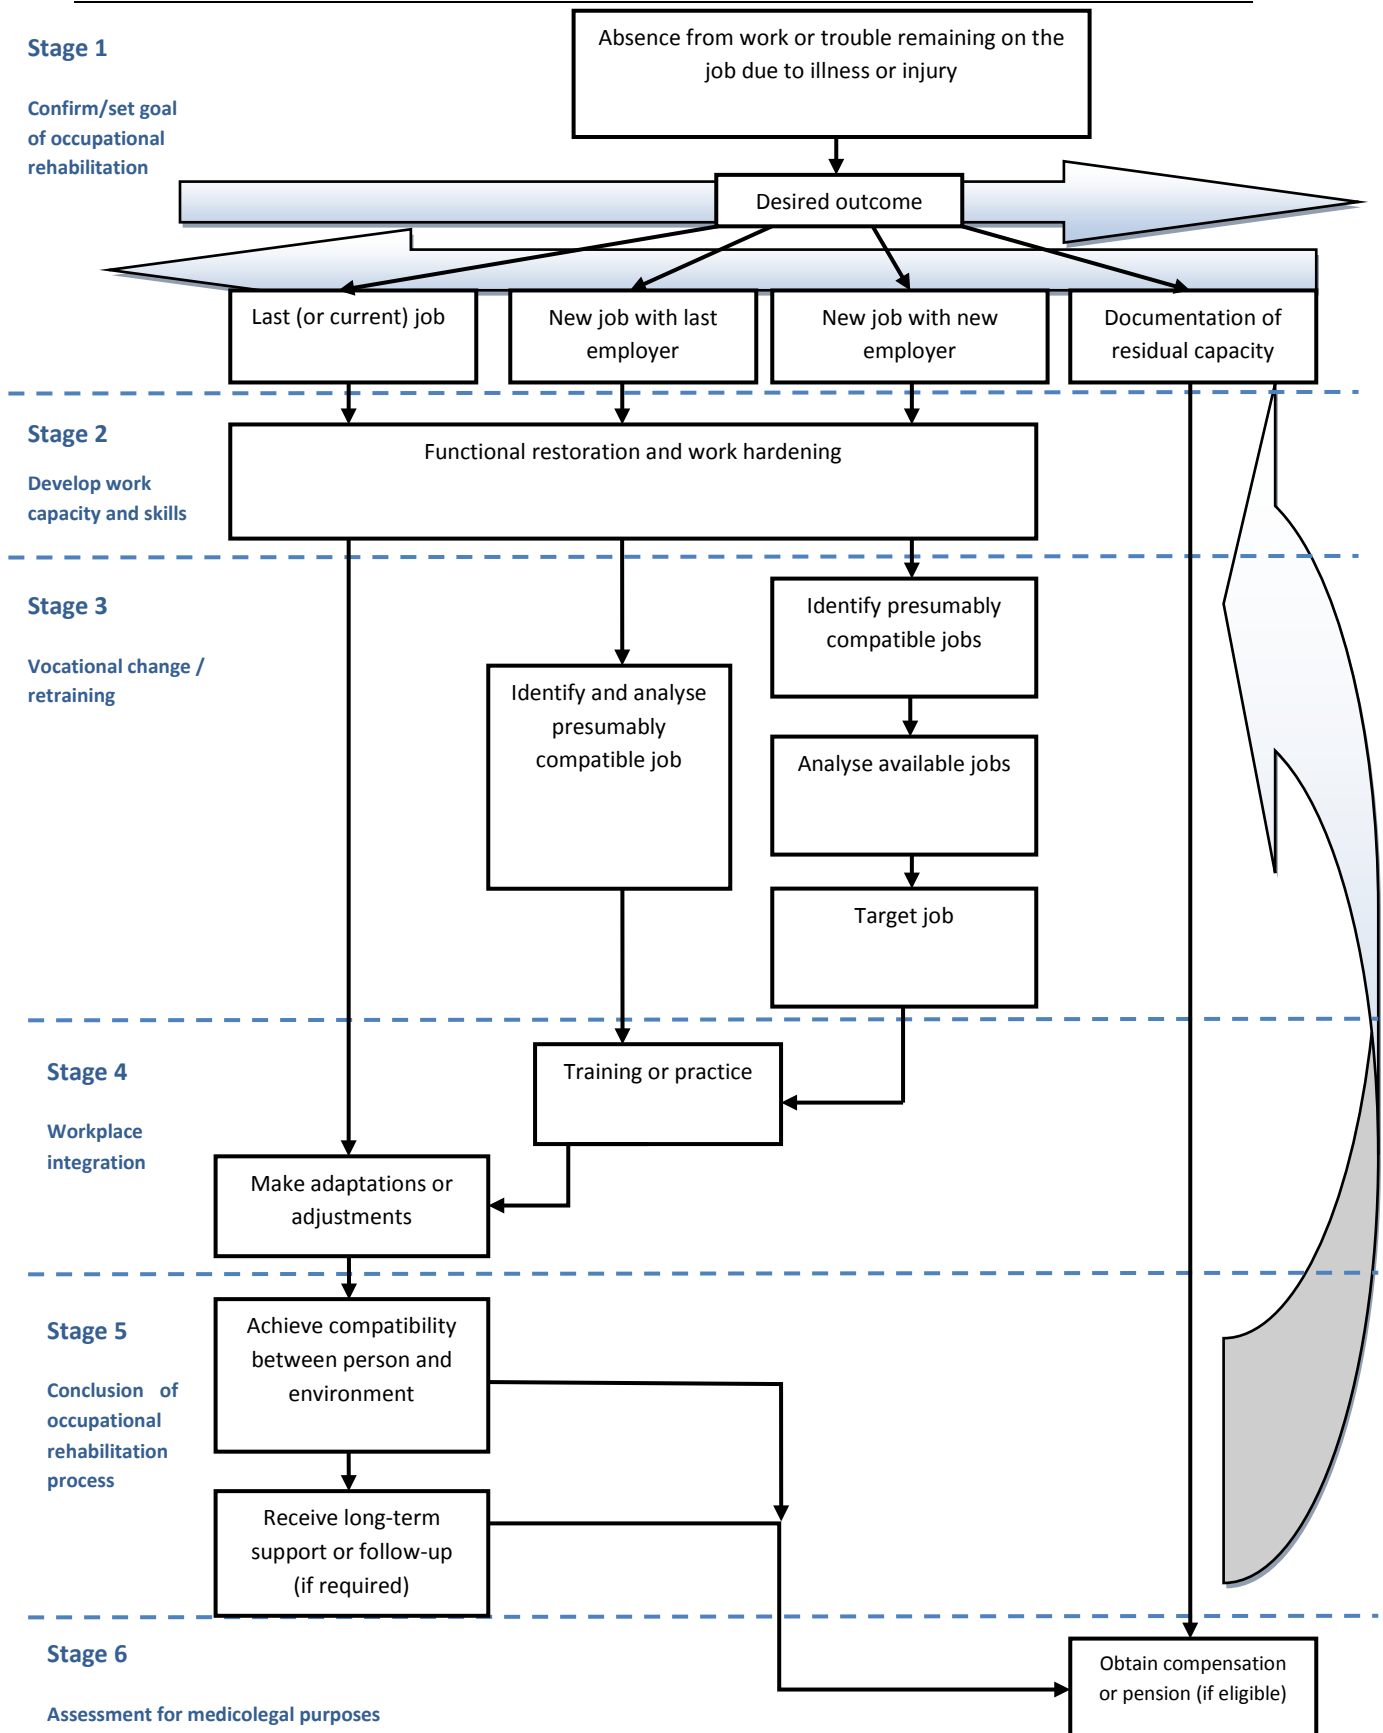 Stage 1
Confirm/set goal
of occupational
rehabilitation
Absence from work or trouble remaining on the
job due to illness or injury
Desired outcome
Last (or current) job
New job with last
employer
New job with new
employer
Documentation of
residual capacity
Stage 2
Develop work
capacity and skills
Functional restoration and work hardening
Stage 3
Vocational change /
retraining
Identify and analyse
presumably
compatible job
Identify presumably
compatible jobs
Analyse available jobs
Target job
Stage 4
Workplace
integration
Training or practice
Make adaptations or
adjustments
Stage 5
Conclusion of
occupational
rehabilitation
process
Achieve compatibility
between person and
environment
Receive long-term
support or follow-up
(if required)
Stage 6
Assessment for medicolegal purposes
Obtain compensation
or pension (if eligible)